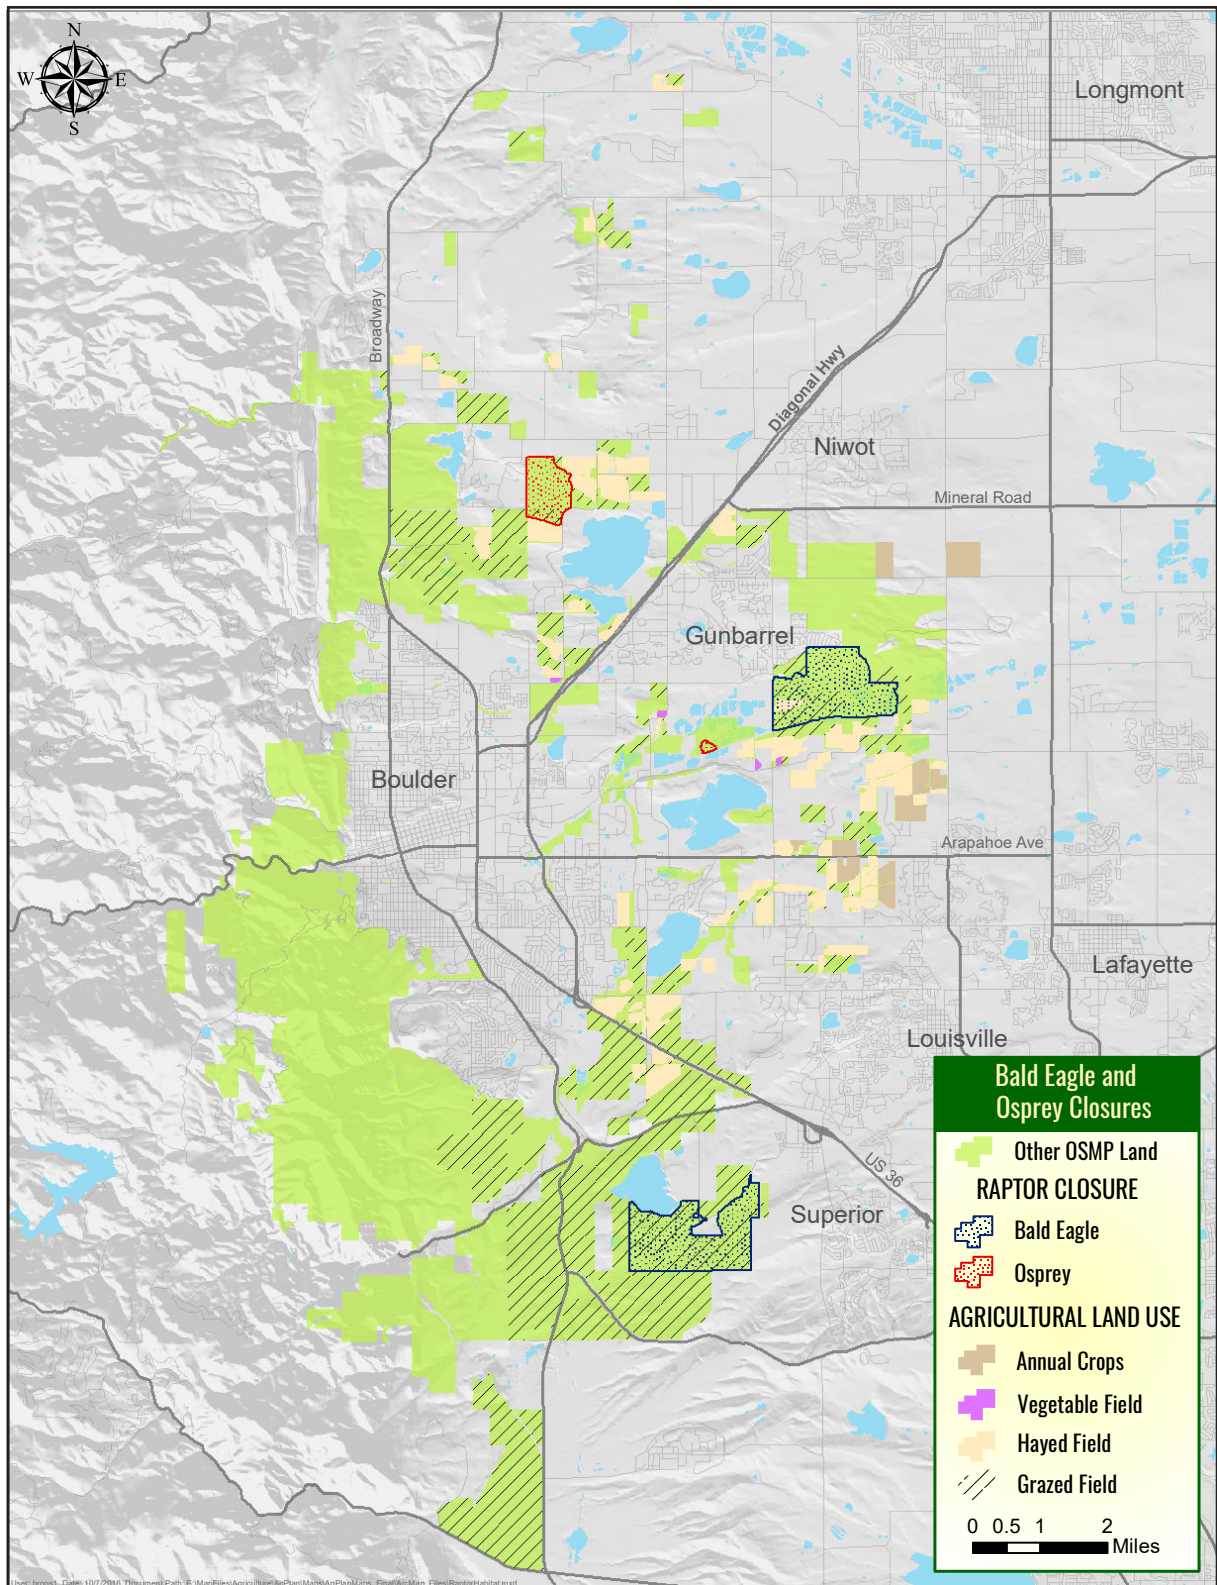 N
W E
S
Longmont
Broadway
Diagonal Hwy
Niwot
Mineral Road
Gunbarrel
Boulder
Arapahoe Ave
Lafayette
Louisville
US 36
Superior
Bald Eagle and
Osprey Closures
Other OSMP Land
RAPTOR CLOSURE
Bald Eagle
Osprey
AGRICULTURAL LAND USE
Annual Crops
Vegetable Field
Hayed Field
Grazed Field
0 0.5 1 2
Miles